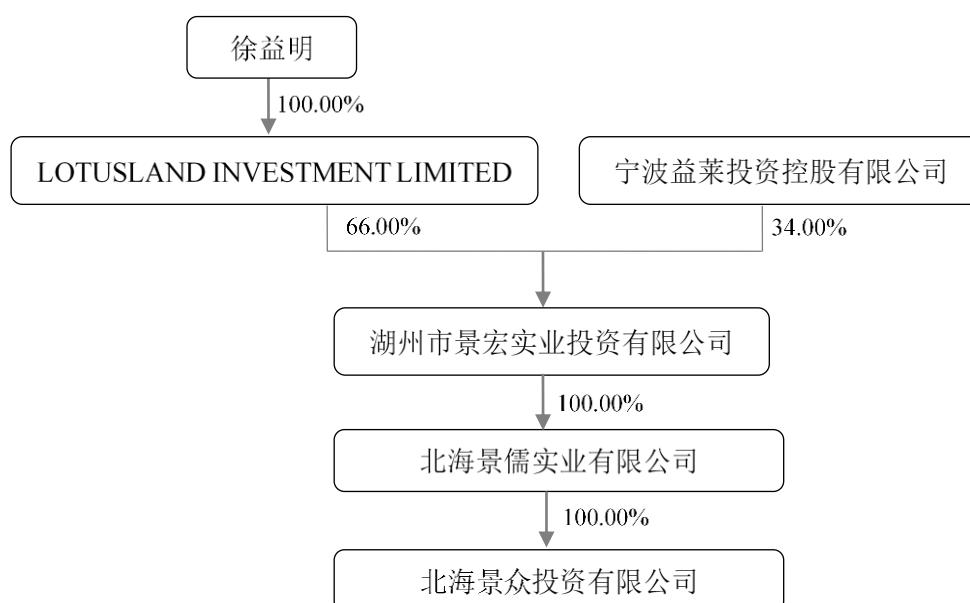 徐益明
100.00%
LOTUSLAND INVESTMENT LIMITED
宁波益莱投资控股有限公司
66.00%
34.00%
湖州市景宏实业投资有限公司
100.00%
北海景儒实业有限公司
100.00%
北海景众投资有限公司